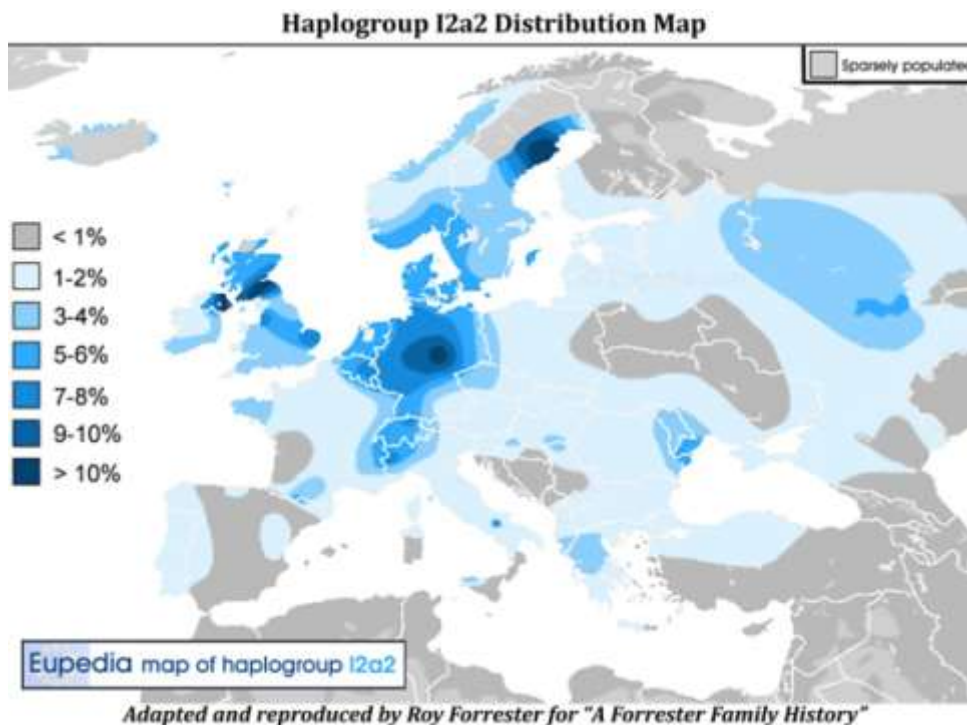 Haplogroup I2a2 Distribution Map
Sparsely populated
< 1%
1-2%
3-4%
5-6%
7-8%
9-10%
> 10%
Eupedia map of haplogroup I2a2
Adapted and reproduced by Roy Forrester for "A Forrester Family History"